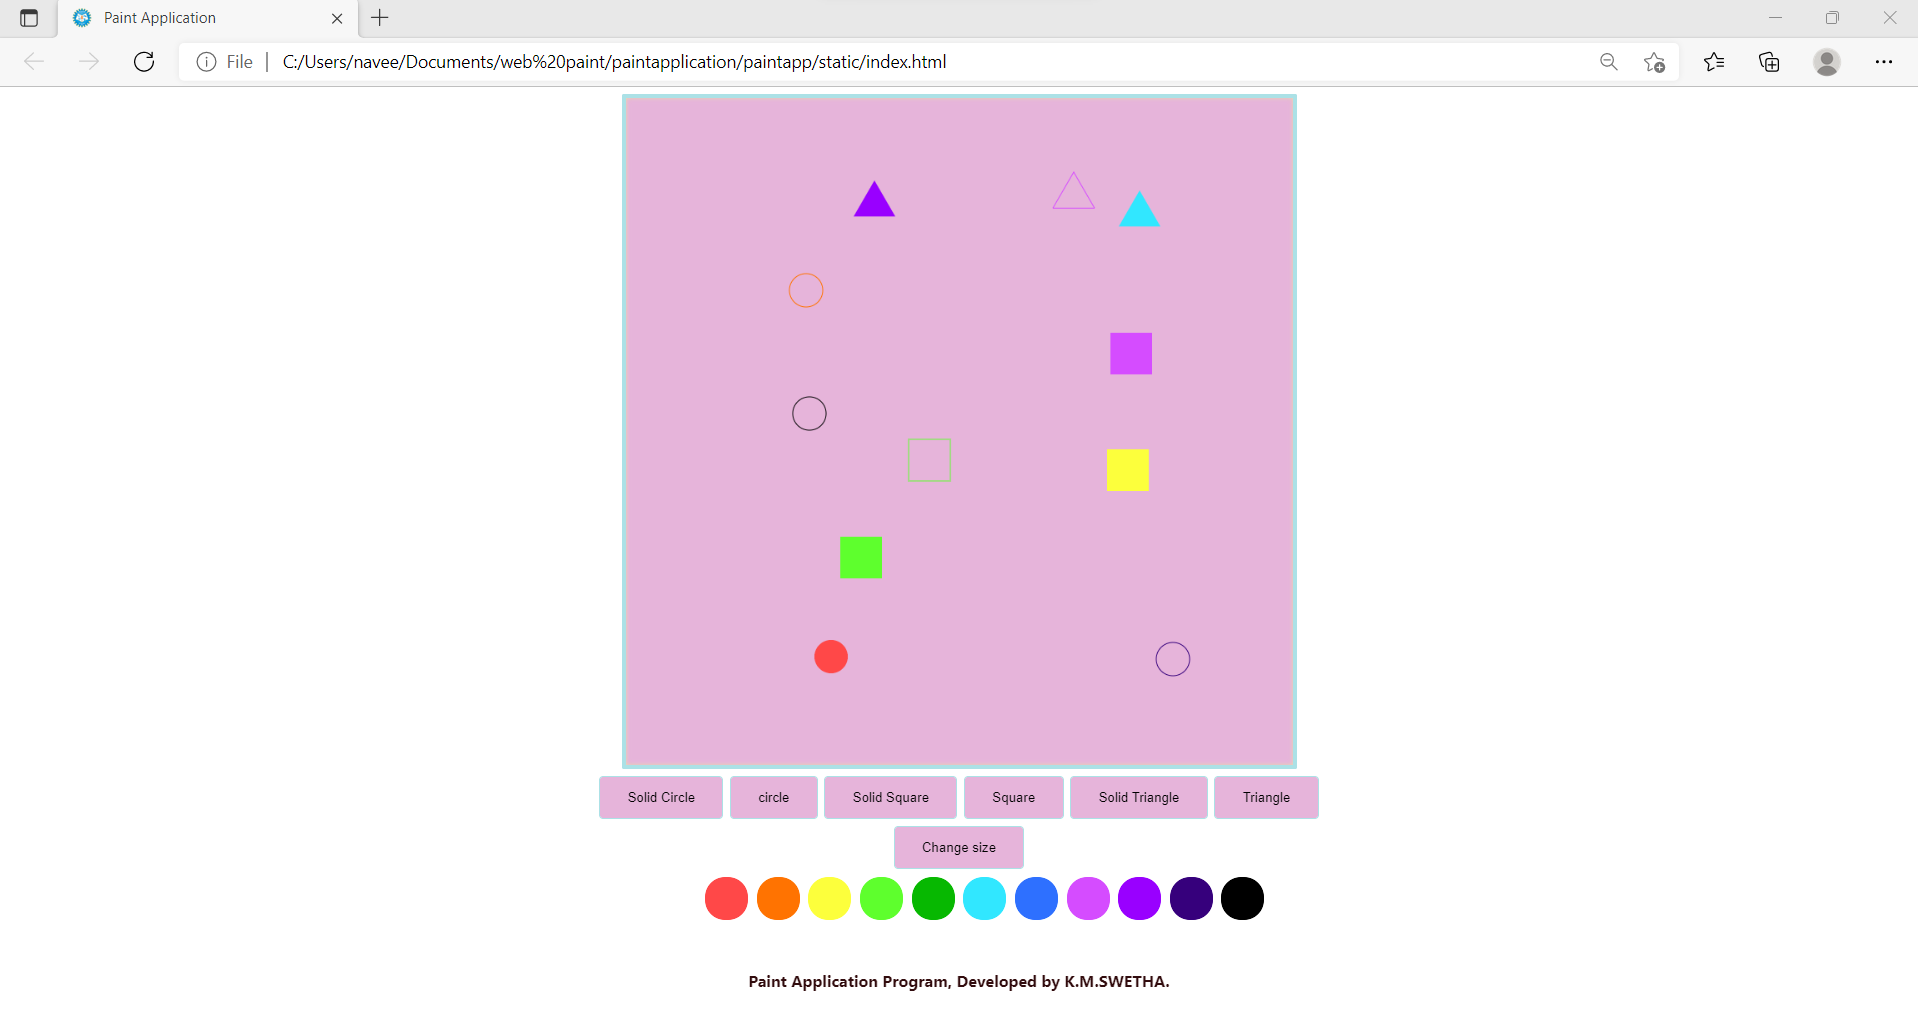 Paint Application
File
C:/Users/navee/Documents/web%20paint/paintapplication/paintapp/static/index.html
Solid Circle
circle
Solid Square
Square
Solid Triangle
Triangle
Change size
Paint Application Program, Developed by K.M.SWETHA.